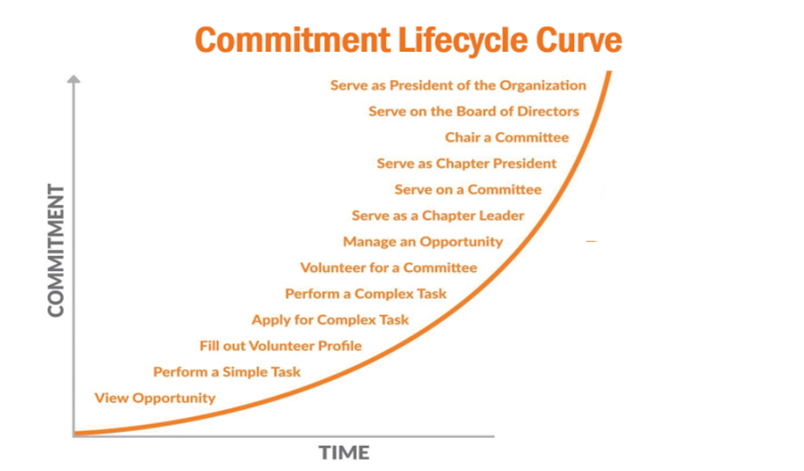 Commitment Lifecycle Curve
Serve as President of the Organization
Serve on the Board of Directors
Chair a Committee
Serve as Chapter President
Serve on a Committee
Serve as a Chapter Leader
Manage an Opportunity
Volunteer for a Committee
Perform a Complex Task
Apply for Complex Task
Fill out Volunteer Profile
Perform a Simple Task
View Opportunity
COMMITMENT
TIME